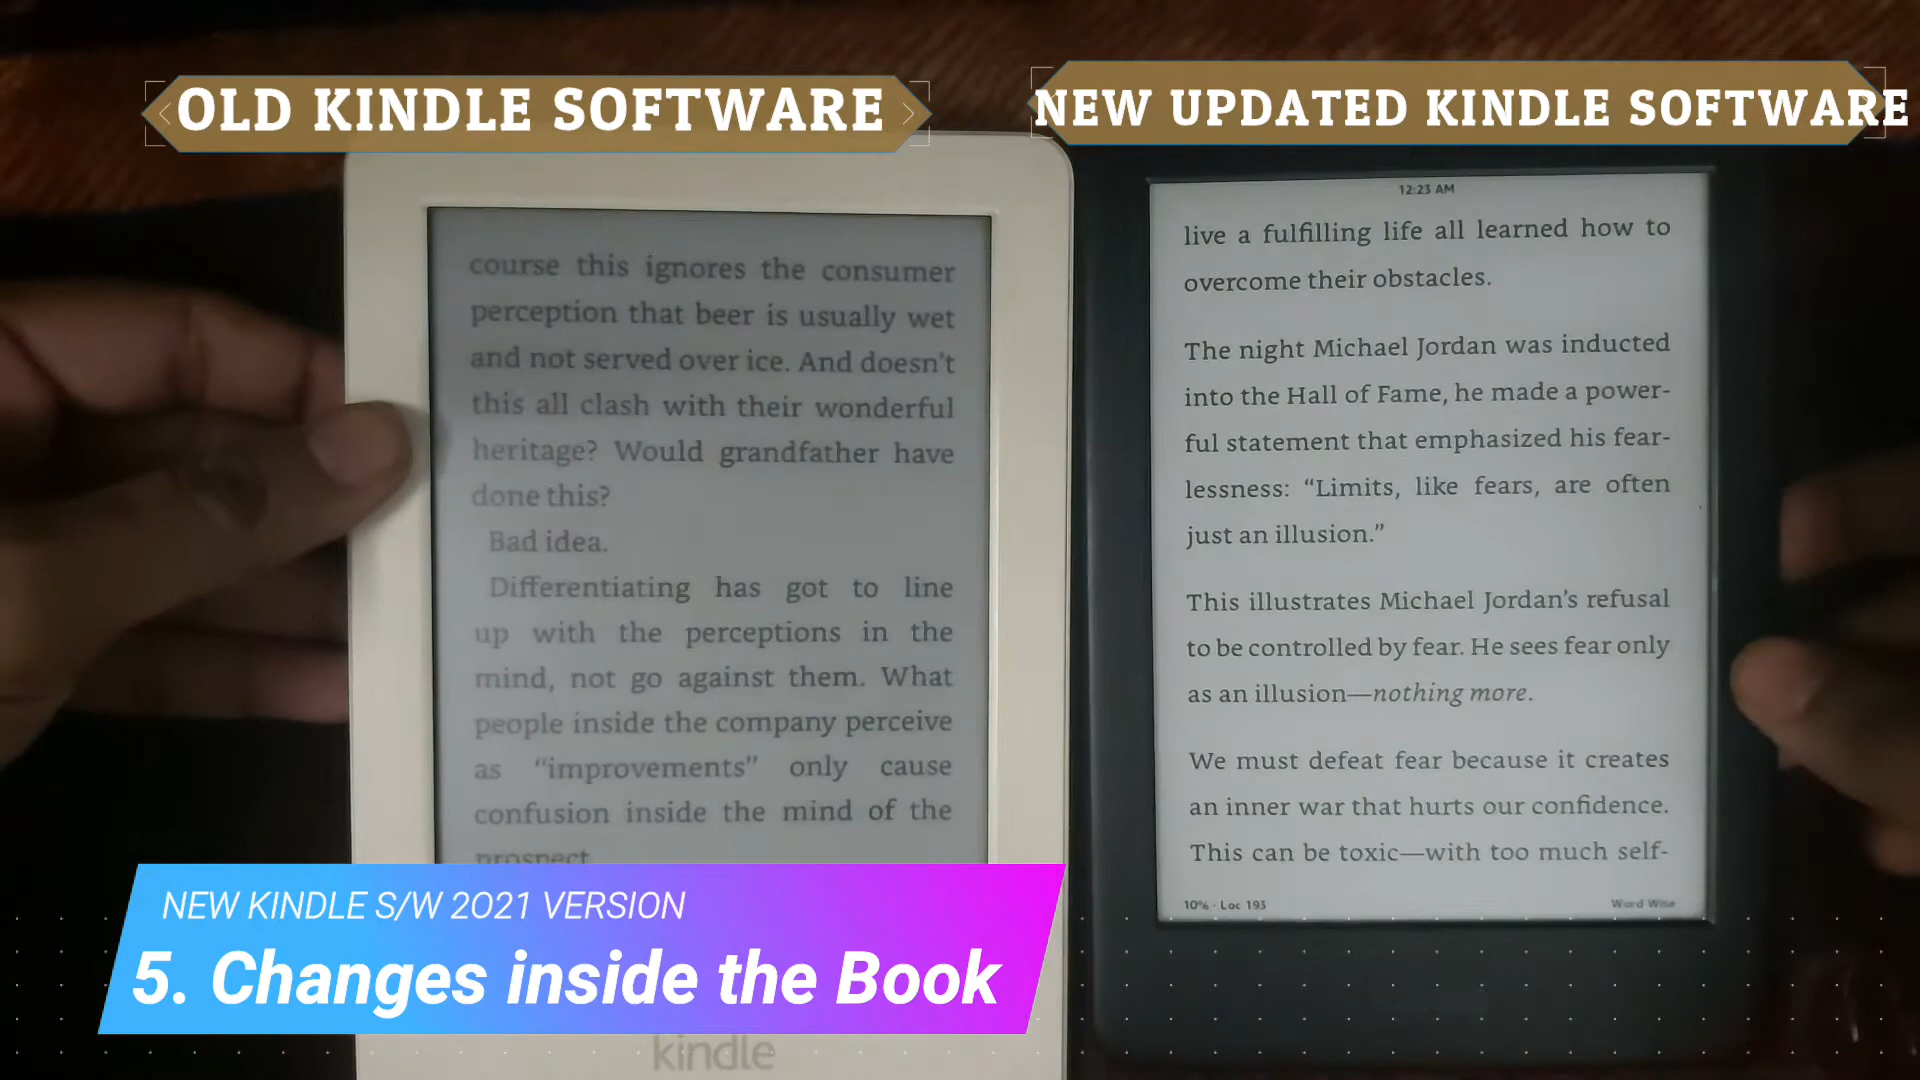 OLD KINDLE SOFTWARE
NEW UPDATED KINDLE SOFTWARE
course this ignores the consumer
perception that beer is usually wet
and not served over ice. And doesn't
this all clash with their wonderful
heritage? Would grandfather have
done this?
Bad idea.
Differentiating has got to line
up with the perceptions in the
mind, not go against them. What
people inside the company perceive
as “improvements” only cause
confusion inside the mind of the
prospect
kindle
12:23 AM
live a fulfilling life all learned how to
overcome their obstacles.
The night Michael Jordan was inducted
into the Hall of Fame, he made a power-
ful statement that emphasized his fear-
lessness: “Limits, like fears, are often
just an illusion.”
This illustrates Michael Jordan’s refusal
to be controlled by fear. He sees fear only
as an illusion—nothing more.
We must defeat fear because it creates
an inner war that hurts our confidence.
This can be toxic—with too much self-
10% · Loc 193
Word Wise
NEW KINDLE S/W 2021 VERSION
5. Changes inside the Book